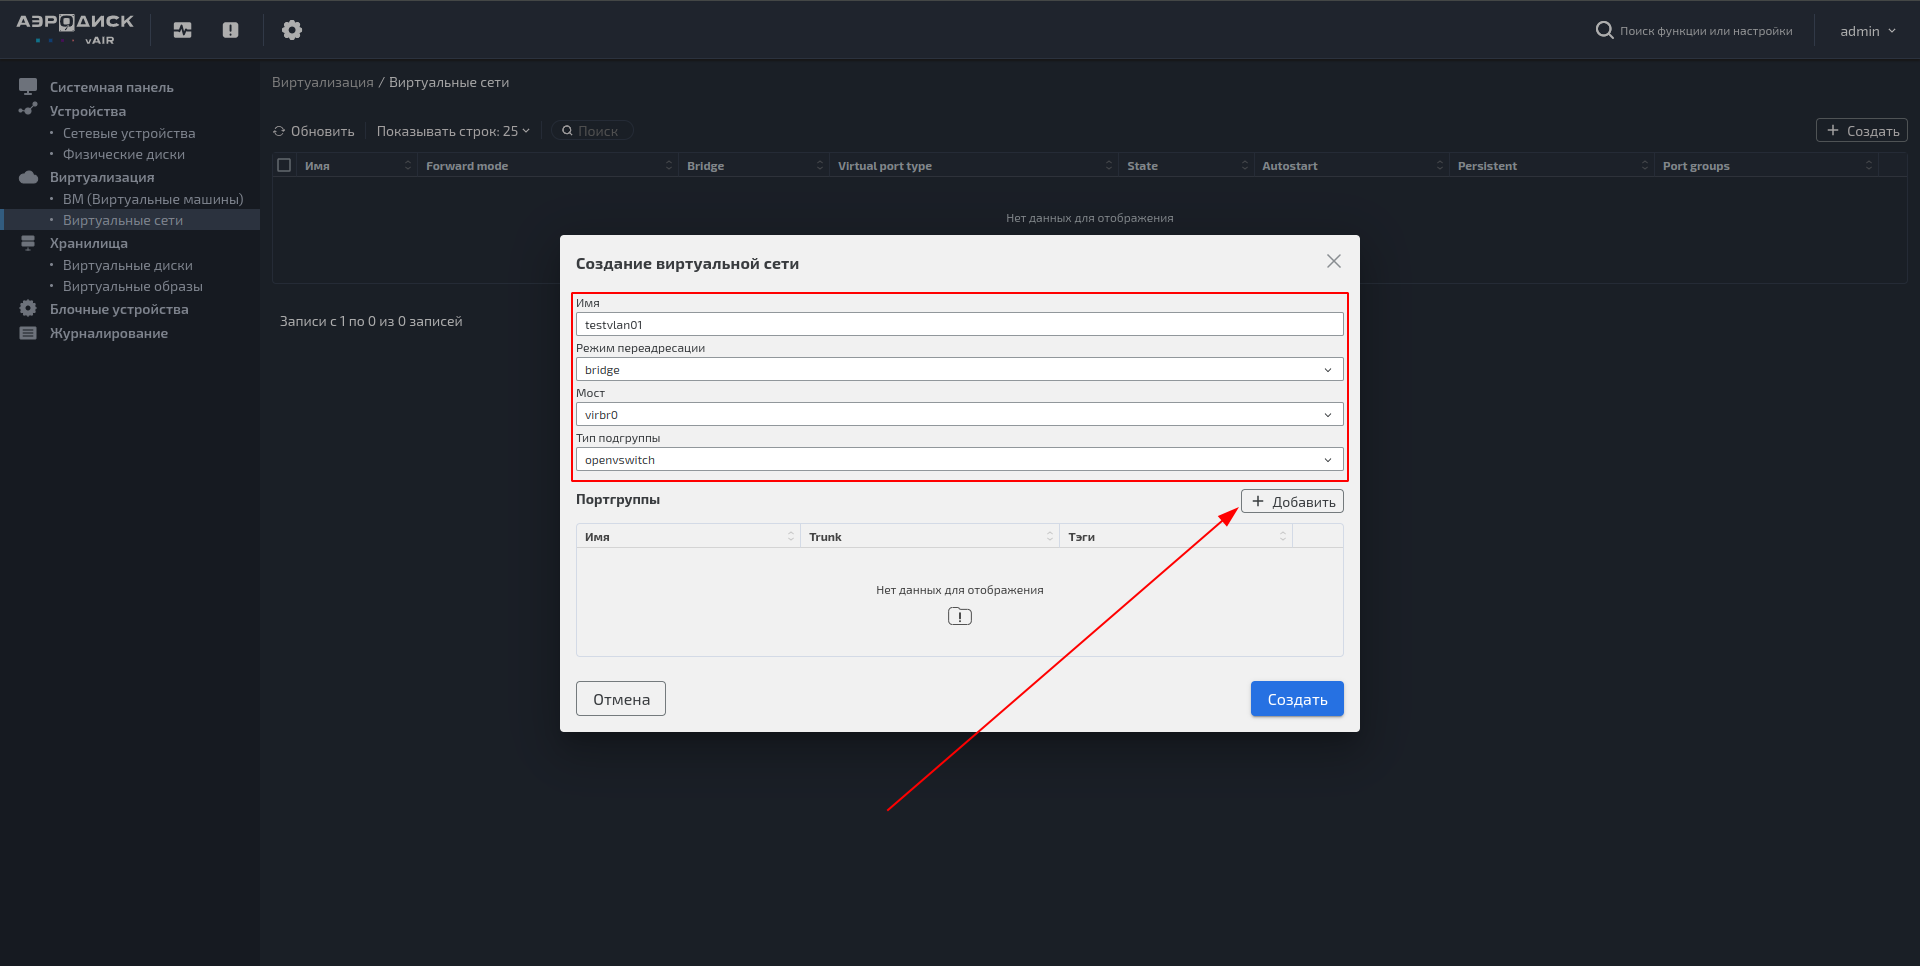 АЭРОДИСК
vAIR
Поиск функции или настройки
admin
Системная панель
Устройства
Сетевые устройства
Физические диски
Виртуализация
ВМ (Виртуальные машины)
Виртуальные сети
Хранилища
Виртуальные диски
Виртуальные образы
Блочные устройства
Журналирование
Виртуализация / Виртуальные сети
Обновить Показывать строк: 25 Поиск + Создать
Имя Forward mode Bridge Virtual port type State Autostart Persistent Port groups
Нет данных для отображения
Записи с 1 по 0 из 0 записей
Создание виртуальной сети
Имя
testvlan01
Режим переадресации
bridge
Мост
virbr0
Тип подгруппы
openvswitch
Портгруппы + Добавить
Имя Trunk Тэги
Нет данных для отображения
Отмена Создать